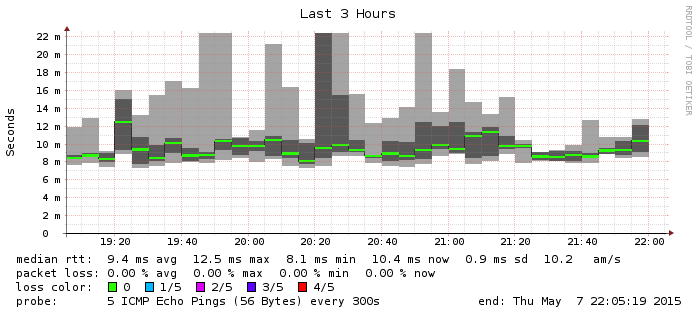 Last 3 Hours
RRDTOOL / TOBI OETIKER
Seconds
22 m
20 m
18 m
16 m
14 m
12 m
10 m
8 m
6 m
4 m
2 m
0
19:20 19:40 20:00 20:20 20:40 21:00 21:20 21:40 22:00
median rtt: 9.4 ms avg 12.5 ms max 8.1 ms min 10.4 ms now 0.9 ms sd 10.2 am/s
packet loss: 0.00 % avg 0.00 % max 0.00 % min 0.00 % now
loss color: 0 1/5 2/5 3/5 4/5
probe: 5 ICMP Echo Pings (56 Bytes) every 300s end: Thu May 7 22:05:19 2015